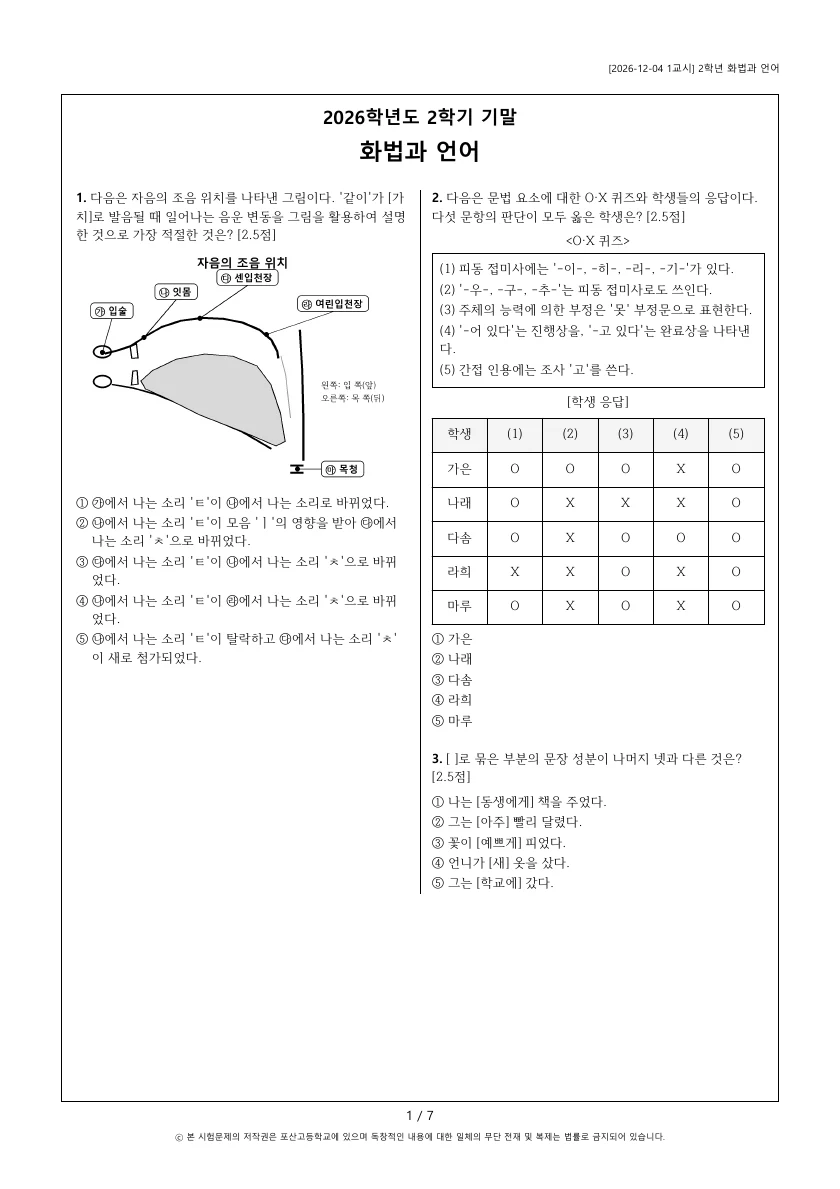 [2026-12-04 1교시] 2학년 화법과 언어
2026학년도 2학기 기말
화법과 언어
1. 다음은 자음의 조음 위치를 나타낸 그림이다. '같이'가 [가
치]로 발음될 때 일어나는 음운 변동을 그림을 활용하여 설명
한 것으로 가장 적절한 것은? [2.5점]
자음의 조음 위치
㉰ 센입천장
㉯ 잇몸
㉱ 여린입천장
㉮ 입술
왼쪽: 입 쪽(앞)
오른쪽: 목 쪽(뒤)
㉲ 목청
① ㉮에서 나는 소리 'ㅌ'이 ㉯에서 나는 소리로 바뀌었다.
② ㉯에서 나는 소리 'ㅌ'이 모음 'ㅣ'의 영향을 받아 ㉰에서
나는 소리 'ㅊ'으로 바뀌었다.
③ ㉰에서 나는 소리 'ㅌ'이 ㉯에서 나는 소리 'ㅊ'으로 바뀌
었다.
④ ㉯에서 나는 소리 'ㅌ'이 ㉱에서 나는 소리 'ㅊ'으로 바뀌
었다.
⑤ ㉯에서 나는 소리 'ㅌ'이 탈락하고 ㉰에서 나는 소리 'ㅊ'
이 새로 첨가되었다.
2. 다음은 문법 요소에 대한 O·X 퀴즈와 학생들의 응답이다.
다섯 문항의 판단이 모두 옳은 학생은? [2.5점]
<O·X 퀴즈>
(1) 피동 접미사에는 '-이-, -히-, -리-, -기-'가 있다.
(2) '-우-, -구-, -추-'는 피동 접미사로도 쓰인다.
(3) 주체의 능력에 의한 부정은 '못' 부정문으로 표현한다.
(4) '-어 있다'는 진행상을, '-고 있다'는 완료상을 나타낸
다.
(5) 간접 인용에는 조사 '고'를 쓴다.
[학생 응답]
학생 (1) (2) (3) (4) (5)
가은 O O O X O
나래 O X X X O
다솜 O X O O O
라희 X X O X O
마루 O X O X O
① 가은
② 나래
③ 다솜
④ 라희
⑤ 마루
3. [ ]로 묶은 부분의 문장 성분이 나머지 넷과 다른 것은?
[2.5점]
① 나는 [동생에게] 책을 주었다.
② 그는 [아주] 빨리 달렸다.
③ 꽃이 [예쁘게] 피었다.
④ 언니가 [새] 옷을 샀다.
⑤ 그는 [학교에] 갔다.
1 / 7
ⓒ 본 시험문제의 저작권은 포산고등학교에 있으며 독창적인 내용에 대한 일체의 무단 전재 및 복제는 법률로 금지되어 있습니다.